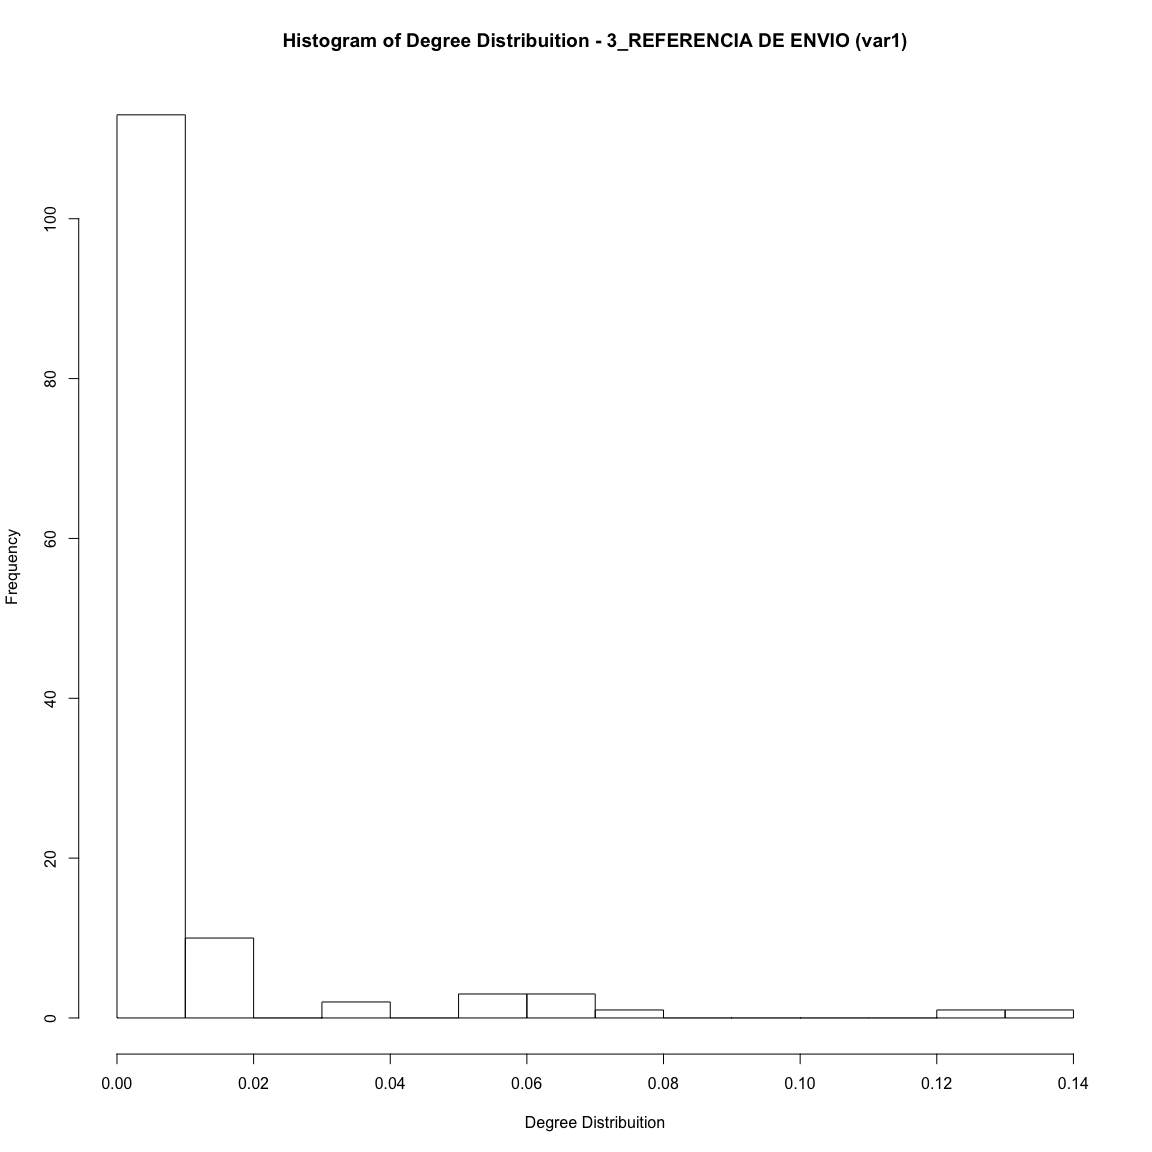 Histogram of Degree Distribuition - 3_REFERENCIA DE ENVIO (var1)
100
80
60
40
20
0
Frequency
0.00 0.02 0.04 0.06 0.08 0.10 0.12 0.14
Degree Distribuition